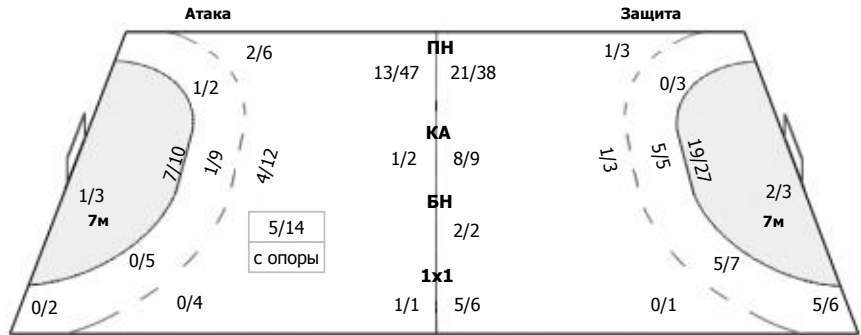 Атака Защита
2/6 ПН 1/3
13/47 21/38
1/2 0/3
КА
7/10 1/9 4/12 1/2 8/9 1/3 5/5 19/27
1/3 2/3
7м БН 7м
5/14 2/2
с опоры
0/5 5/7
1x1
0/2 0/4 1/1 5/6 0/1 5/6